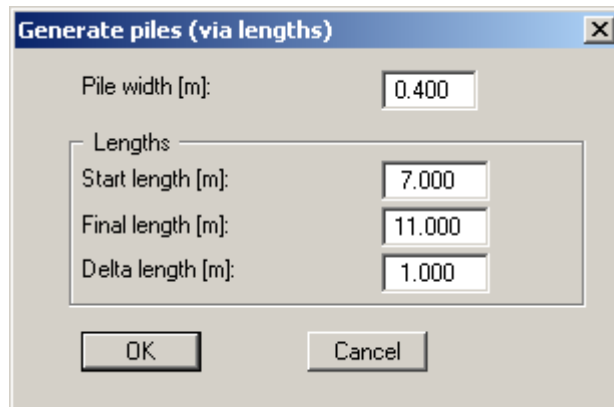 Generate piles (via lengths)
Pile width [m]: 0.400
Lengths
Start length [m]: 7.000
Final length [m]: 11.000
Delta length [m]: 1.000
OK Cancel